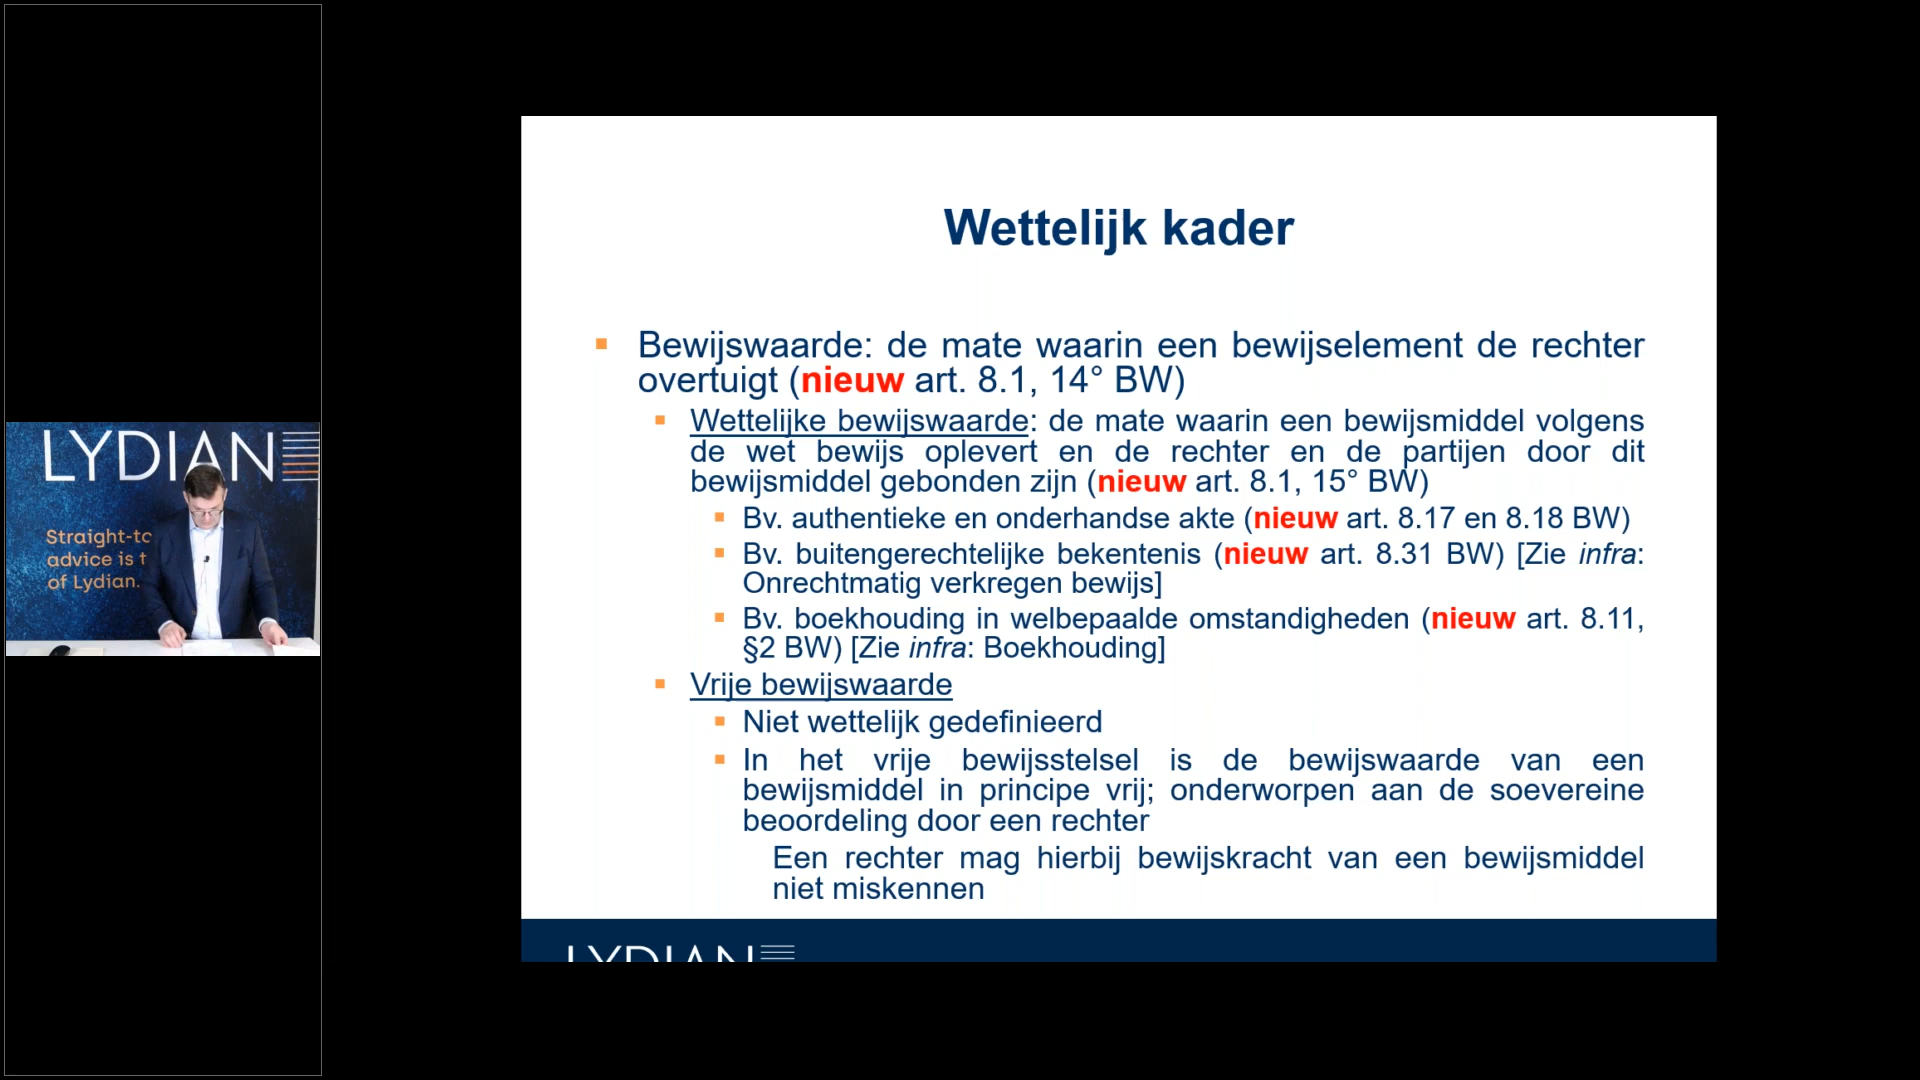 LYDIAN
Straight-to
advice is t
of Lydian.
Wettelijk kader
Bewijswaarde: de mate waarin een bewijselement de rechter
overtuigt (nieuw art. 8.1, 14° BW)
Wettelijke bewijswaarde: de mate waarin een bewijsmiddel volgens
de wet bewijs oplevert en de rechter en de partijen door dit
bewijsmiddel gebonden zijn (nieuw art. 8.1, 15° BW)
Bv. authentieke en onderhandse akte (nieuw art. 8.17 en 8.18 BW)
Bv. buitengerechtelijke bekentenis (nieuw art. 8.31 BW) [Zie infra:
Onrechtmatig verkregen bewijs]
Bv. boekhouding in welbepaalde omstandigheden (nieuw art. 8.11,
§2 BW) [Zie infra: Boekhouding]
Vrije bewijswaarde
Niet wettelijk gedefinieerd
In het vrije bewijsstelsel is de bewijswaarde van een
bewijsmiddel in principe vrij; onderworpen aan de soevereine
beoordeling door een rechter
Een rechter mag hierbij bewijskracht van een bewijsmiddel
niet miskennen
LYDIAN